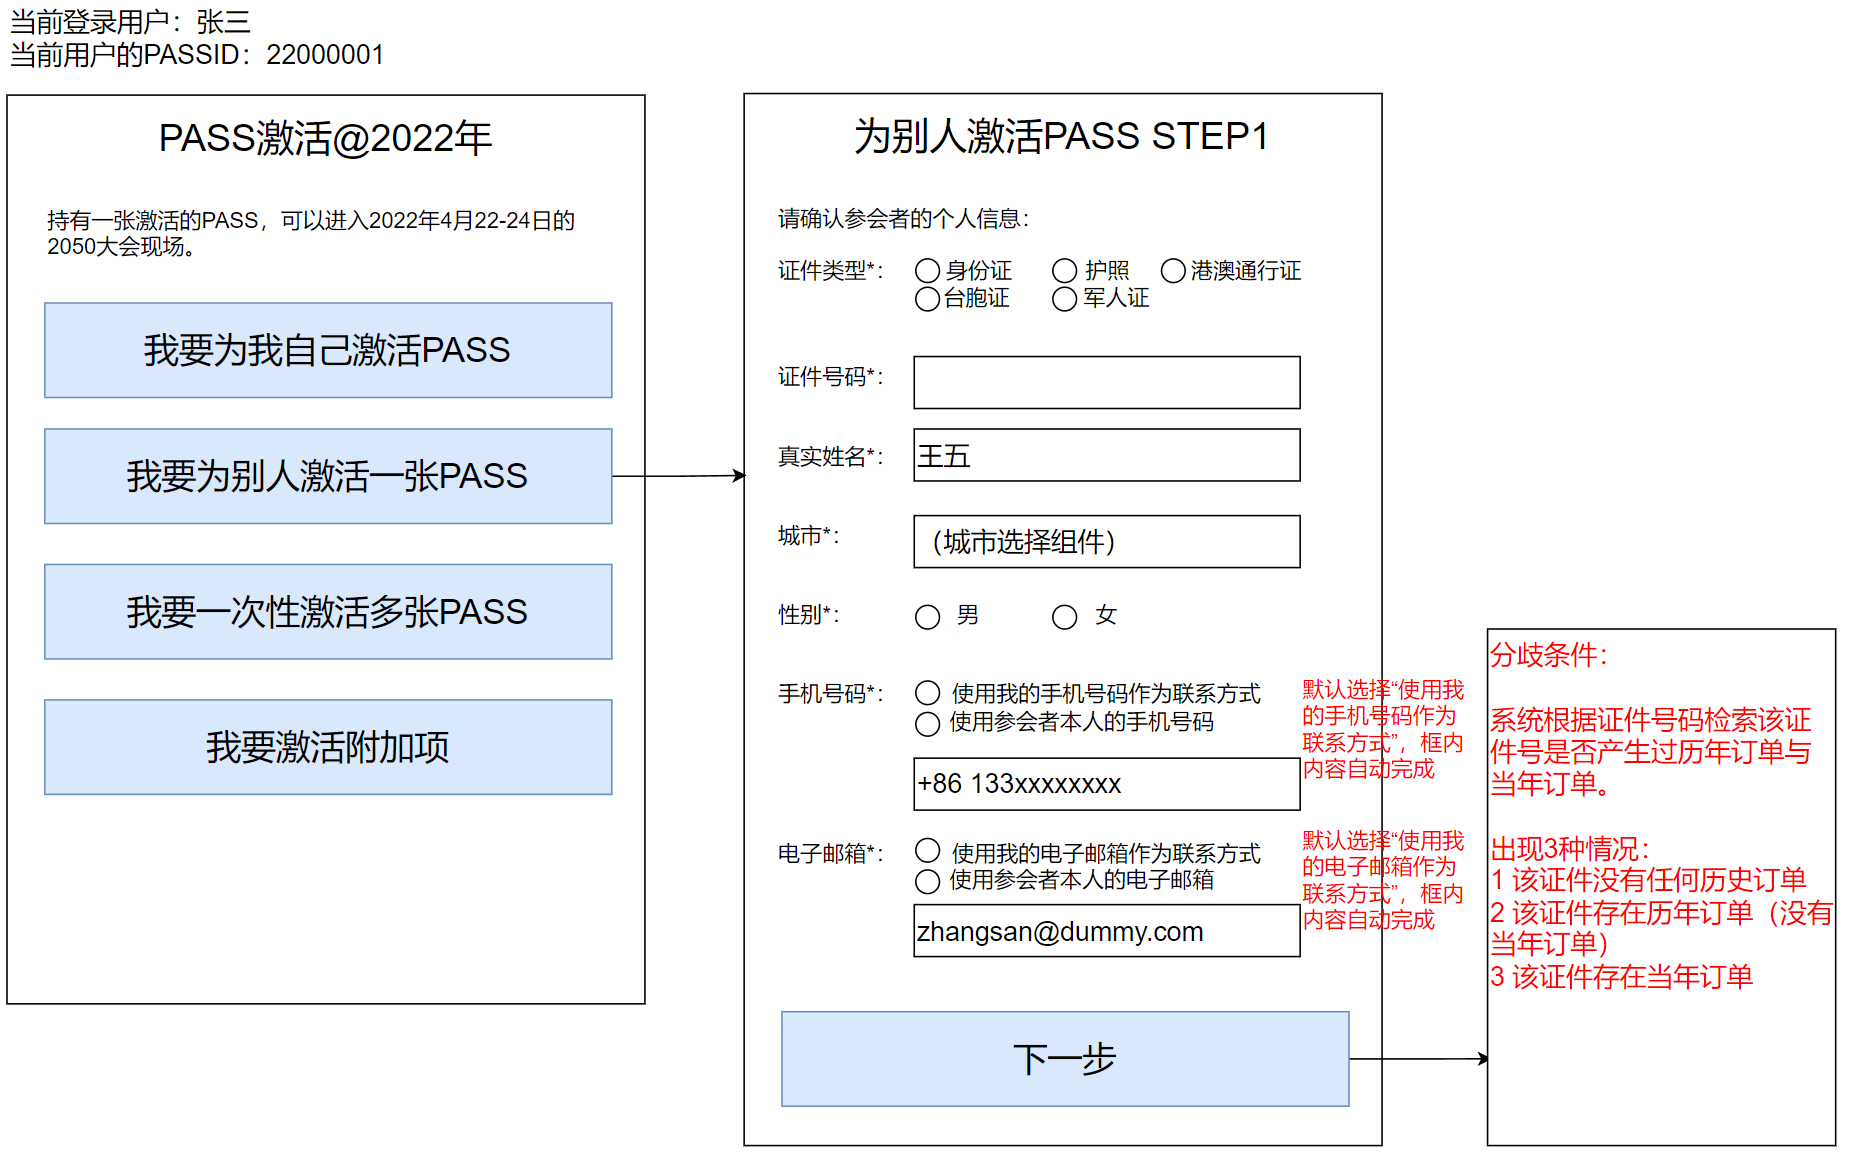 当前登录用户：张三
当前用户的PASSID：22000001
PASS激活@2022年
持有一张激活的PASS，可以进入2022年4月22-24日的
2050大会现场。
我要为我自己激活PASS
我要为别人激活一张PASS
我要一次性激活多张PASS
我要激活附加项
为别人激活PASS STEP1
请确认参会者的个人信息：
证件类型*： 身份证 护照 港澳通行证
台胞证 军人证
证件号码*：
真实姓名*： 王五
城市*： （城市选择组件）
性别*： 男 女
手机号码*： 使用我的手机号码作为联系方式
使用参会者本人的手机号码
+86 133xxxxxxxx
默认选择“使用我
的手机号码作为
联系方式”，框内
内容自动完成
电子邮箱*： 使用我的电子邮箱作为联系方式
使用参会者本人的电子邮箱
zhangsan@dummy.com
默认选择“使用我
的电子邮箱作为
联系方式”，框内
内容自动完成
下一步
分歧条件：
系统根据证件号码检索该证
件号是否产生过历年订单与
当年订单。
出现3种情况：
1 该证件没有任何历史订单
2 该证件存在历年订单（没有
当年订单）
3 该证件存在当年订单